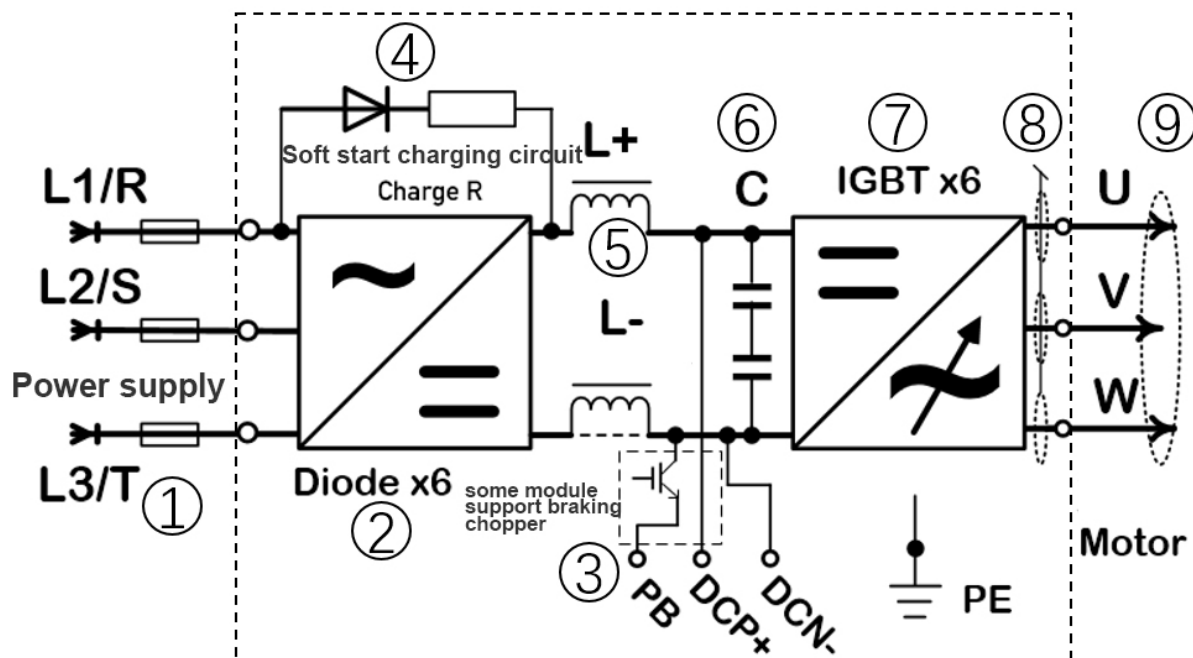 ④
⑥
⑦
⑧
⑨
L+
Soft start charging circuit
L1/R
Charge R
C
IGBT x6
U
⑤
L2/S
L-
V
Power supply
W
L3/T
①
Diode x6
②
some module
support braking
chopper
③
PB
DCP+
DCN-
PE
Motor